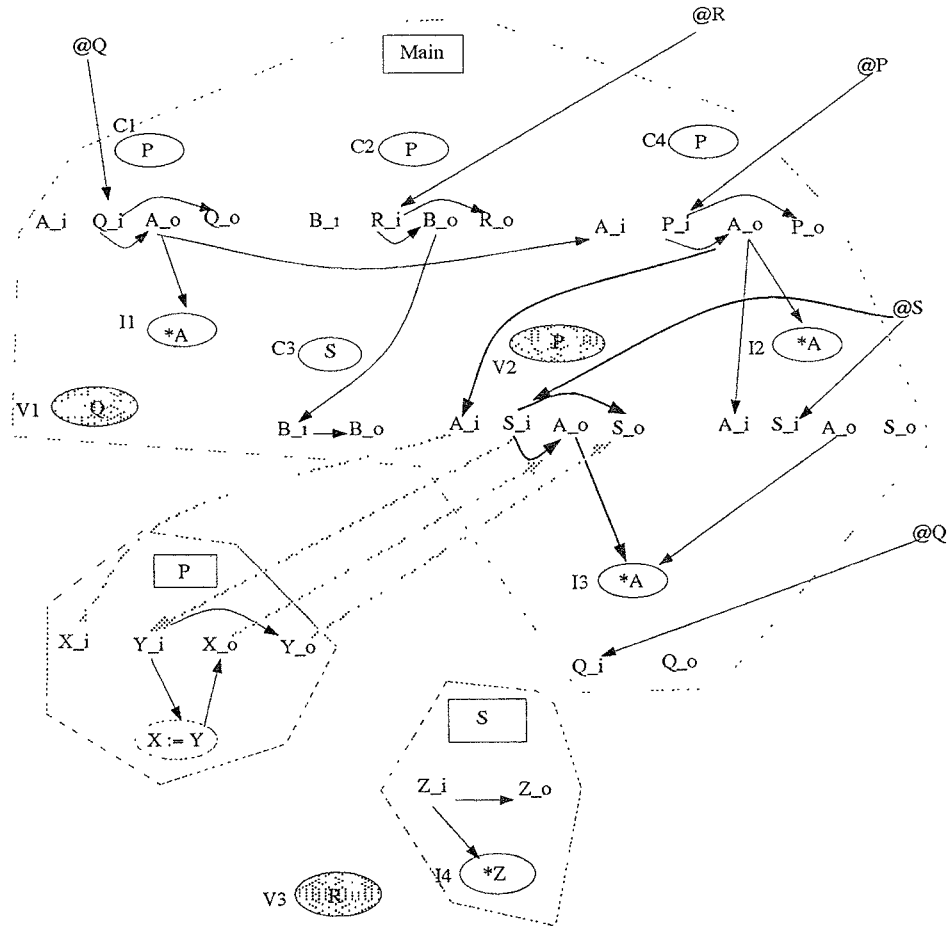 @R
@Q
Main
@P
C1 P
C2 P
C4 P
A_i Q_i A_o Q_o
B_i R_i B_o R_o
A_i P_i A_o P_o
@S
I1 *A
C3 S
V2 P
I2 *A
V1 Q
B_i B_o
A_i S_i A_o S_o
A_i S_i A_o S_o
@Q
P
I3 *A
X_i Y_i X_o Y_o
Q_i Q_o
X := Y
S
Z_i Z_o
I4 *Z
V3 R